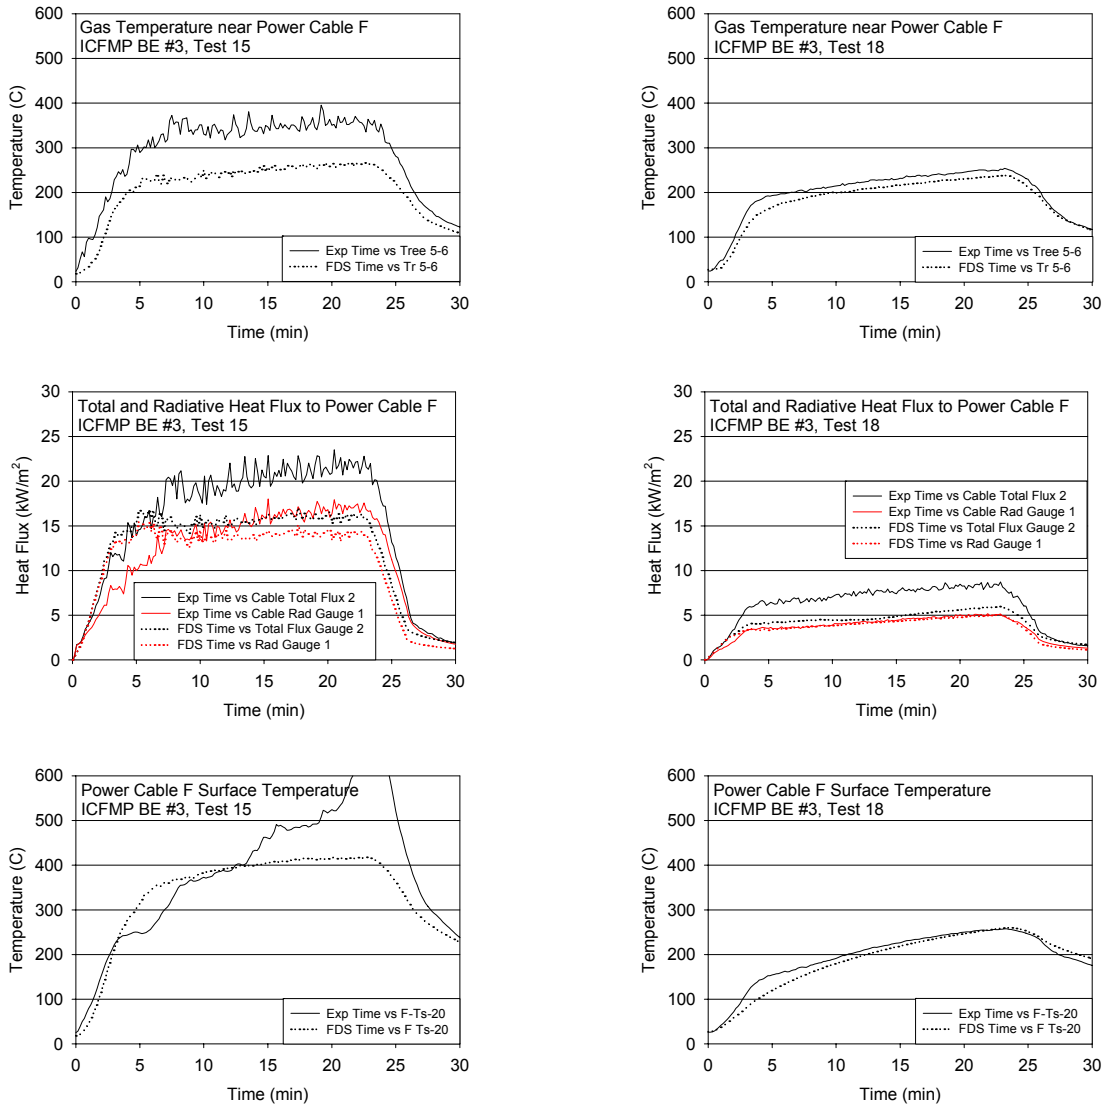 Gas Temperature near Power Cable F
ICFMP BE #3, Test 15
Temperature (C)
600
500
400
300
200
100
0
Exp Time vs Tree 5-6
FDS Time vs Tr 5-6
0 5 10 15 20 25 30
Time (min)
Gas Temperature near Power Cable F
ICFMP BE #3, Test 18
Temperature (C)
600
500
400
300
200
100
0
Exp Time vs Tree 5-6
FDS Time vs Tr 5-6
0 5 10 15 20 25 30
Time (min)
Total and Radiative Heat Flux to Power Cable F
ICFMP BE #3, Test 15
Heat Flux (kW/m²)
30
25
20
15
10
5
0
Exp Time vs Cable Total Flux 2
Exp Time vs Cable Rad Gauge 1
FDS Time vs Total Flux Gauge 2
FDS Time vs Rad Gauge 1
0 5 10 15 20 25 30
Time (min)
Total and Radiative Heat Flux to Power Cable F
ICFMP BE #3, Test 18
Heat Flux (kW/m²)
30
25
20
15
10
5
0
Exp Time vs Cable Total Flux 2
Exp Time vs Cable Rad Gauge 1
FDS Time vs Total Flux Gauge 2
FDS Time vs Rad Gauge 1
0 5 10 15 20 25 30
Time (min)
Power Cable F Surface Temperature
ICFMP BE #3, Test 15
Temperature (C)
600
500
400
300
200
100
0
Exp Time vs F-Ts-20
FDS Time vs F Ts-20
0 5 10 15 20 25 30
Time (min)
Power Cable F Surface Temperature
ICFMP BE #3, Test 18
Temperature (C)
600
500
400
300
200
100
0
Exp Time vs F-Ts-20
FDS Time vs F Ts-20
0 5 10 15 20 25 30
Time (min)